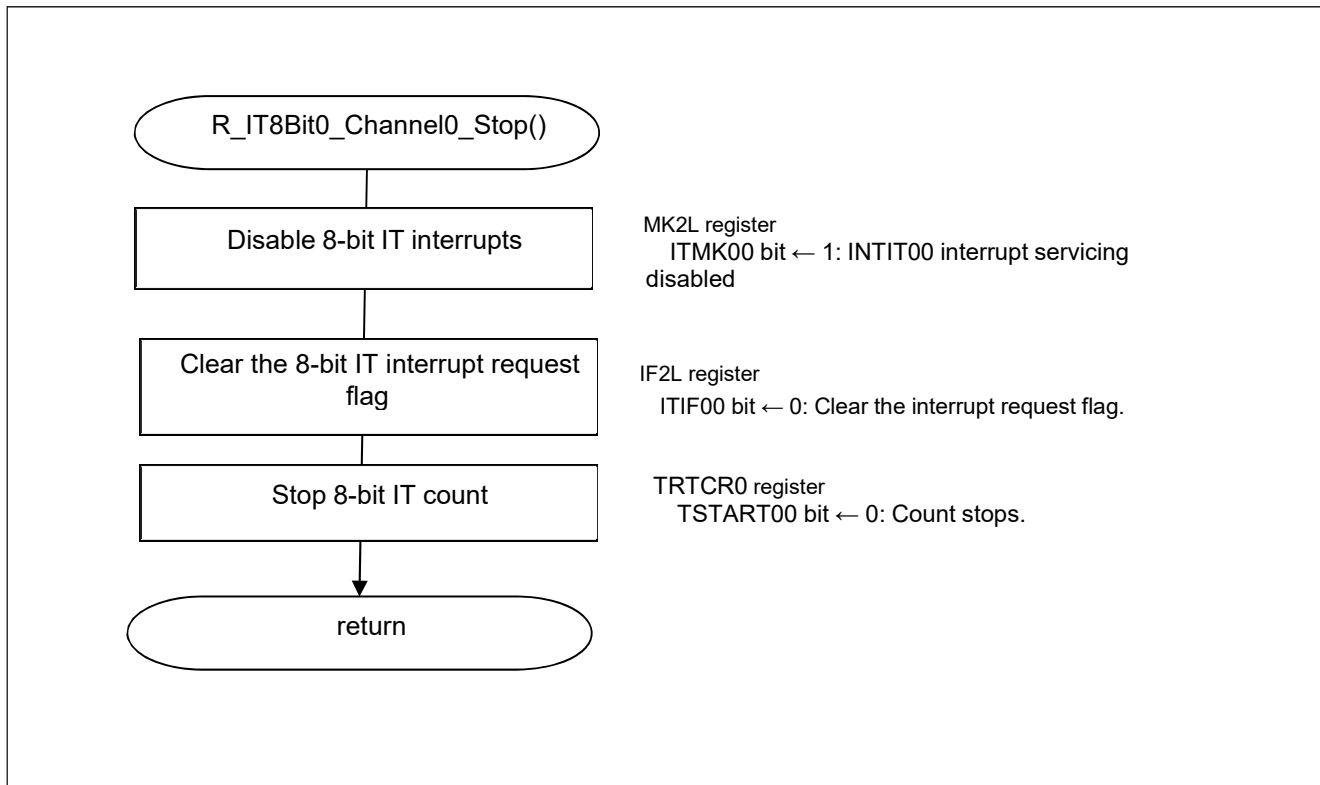 R_IT8Bit0_Channel0_Stop()
Disable 8-bit IT interrupts
MK2L register
ITMK00 bit ← 1: INTIT00 interrupt servicing
disabled
Clear the 8-bit IT interrupt request
flag
IF2L register
ITIF00 bit ← 0: Clear the interrupt request flag.
Stop 8-bit IT count
TRTCR0 register
TSTART00 bit ← 0: Count stops.
return